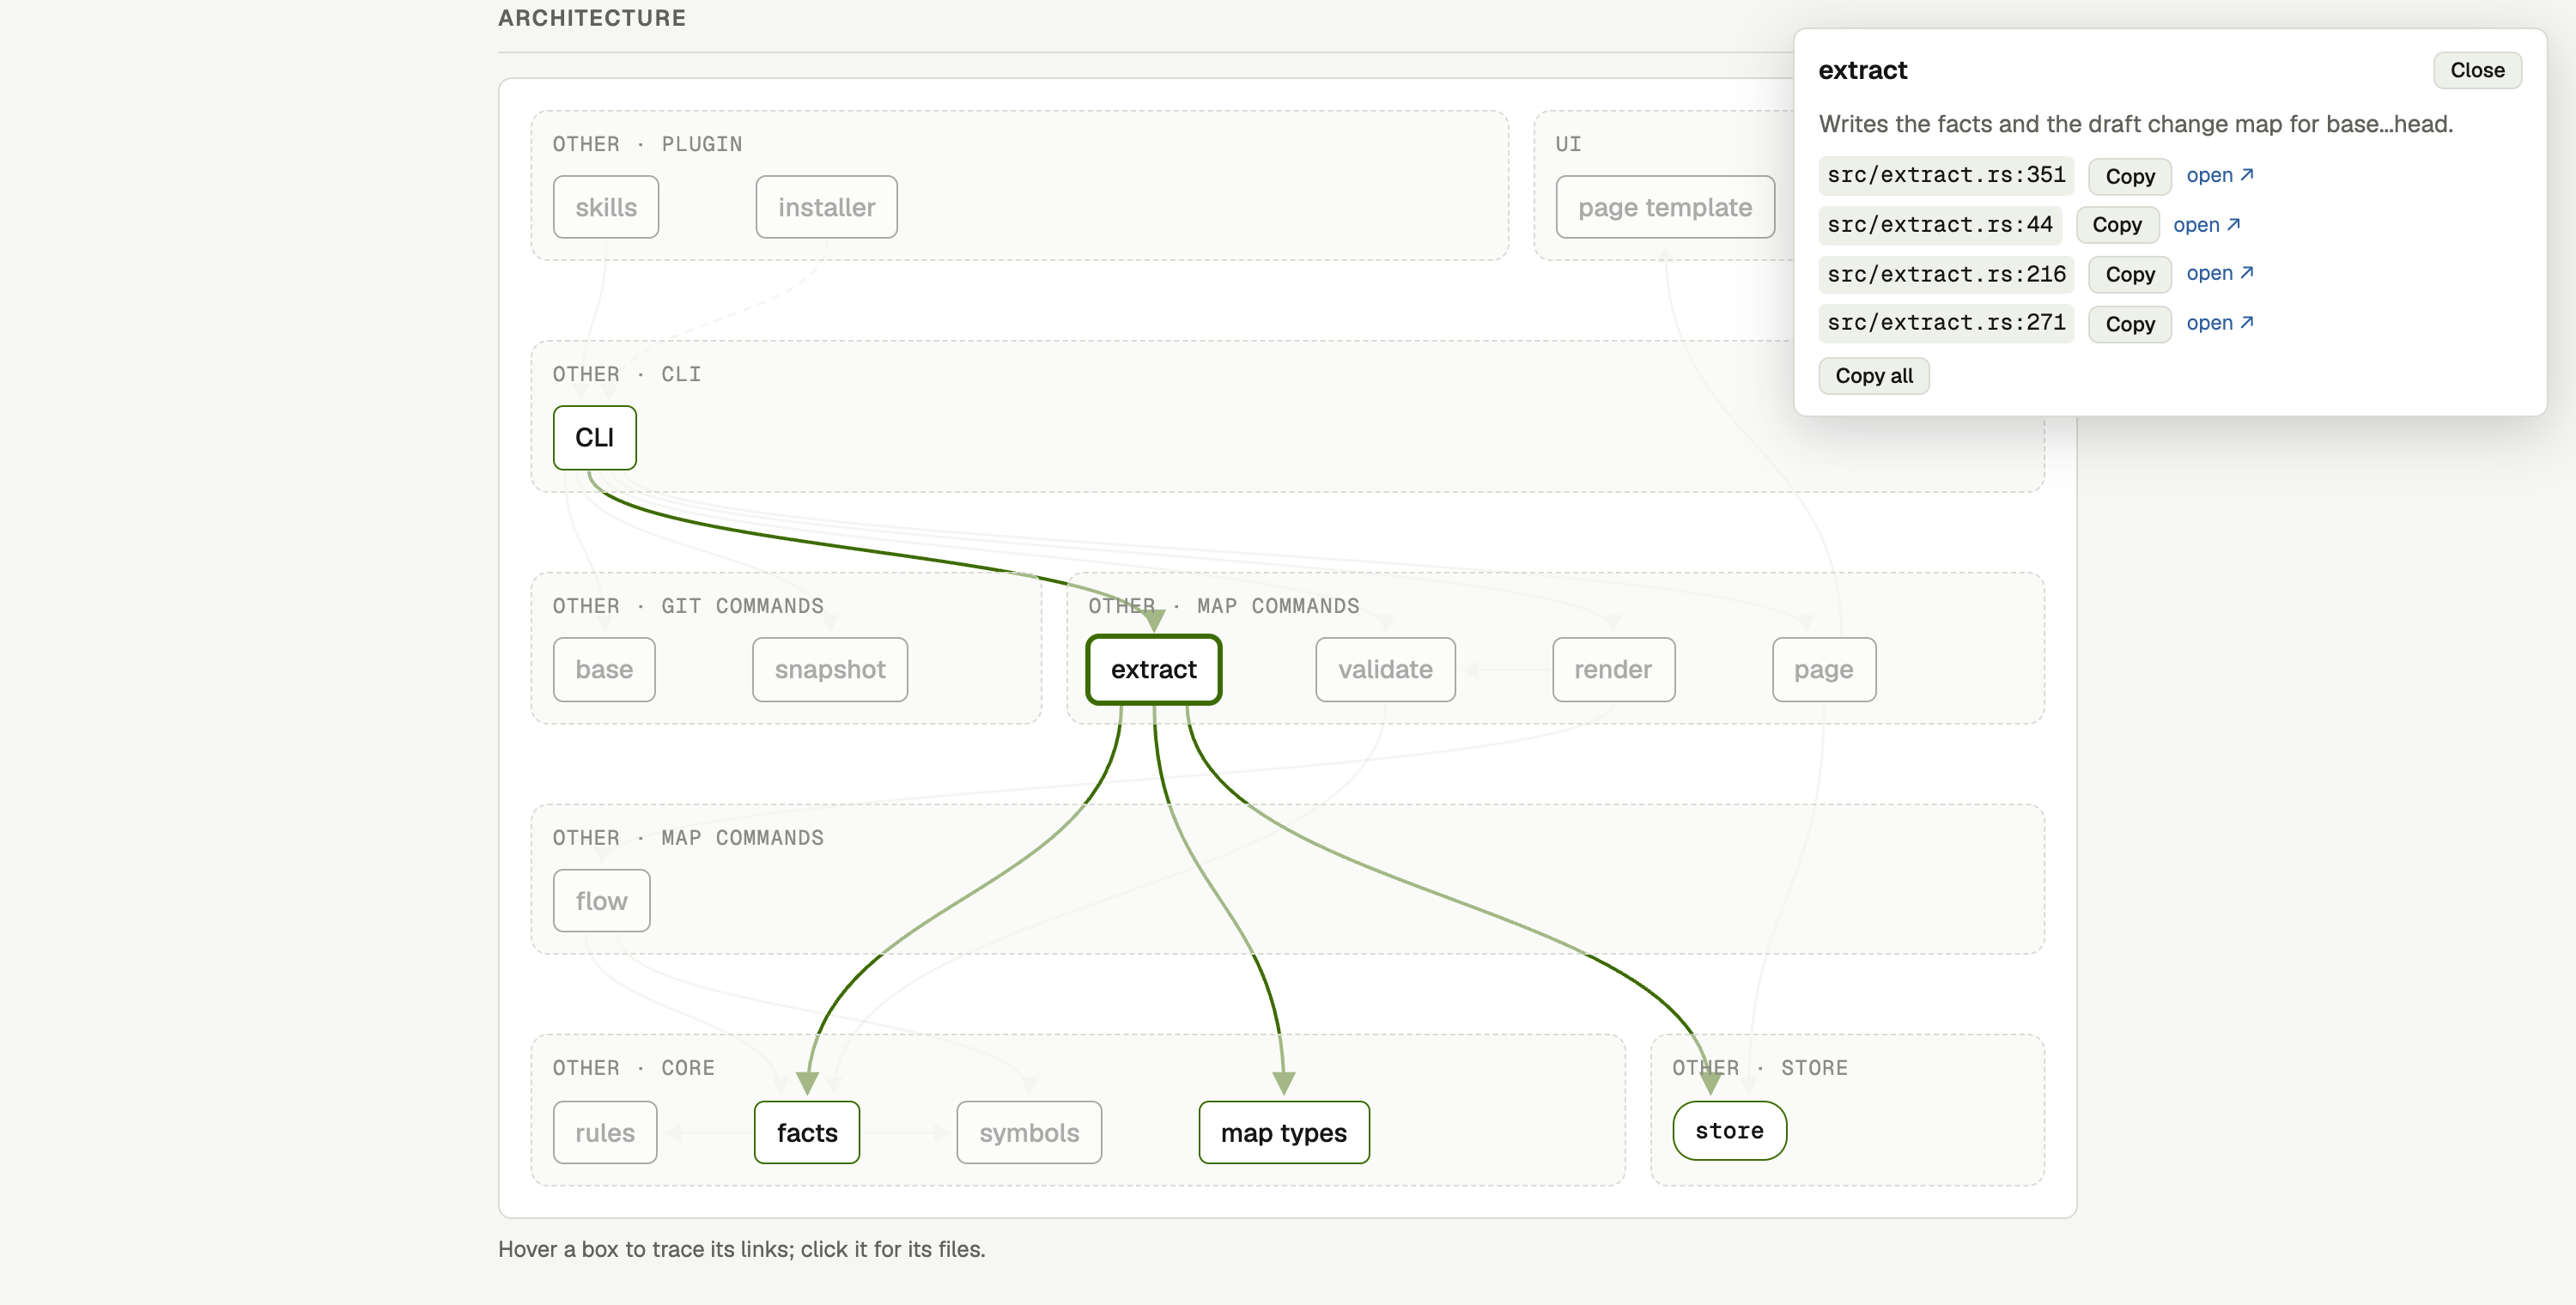 ARCHITECTURE
OTHER · PLUGIN
skills
installer
UI
page template
extract
Close
Writes the facts and the draft change map for base…head.
src/extract.rs:351 Copy open ↗
src/extract.rs:44 Copy open ↗
src/extract.rs:216 Copy open ↗
src/extract.rs:271 Copy open ↗
Copy all
OTHER · CLI
CLI
OTHER · GIT COMMANDS
base
snapshot
OTHER · MAP COMMANDS
extract
validate
render
page
OTHER · MAP COMMANDS
flow
OTHER · CORE
rules
facts
symbols
map types
OTHER · STORE
store
Hover a box to trace its links; click it for its files.